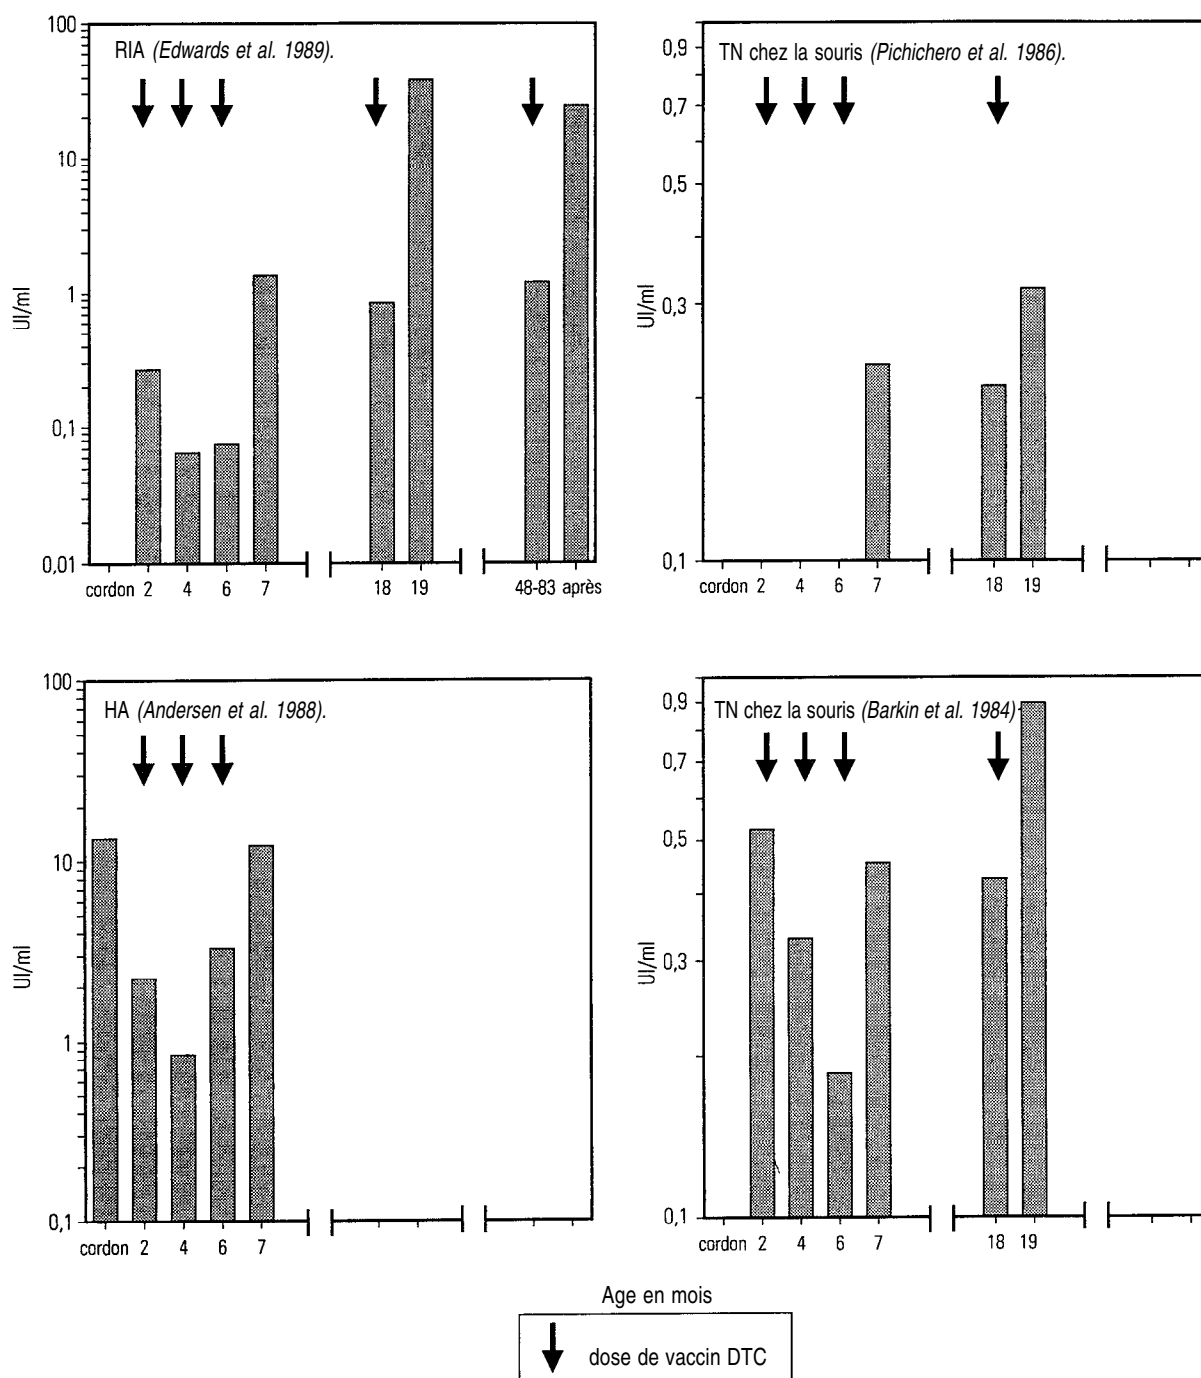 RIA (Edwards et al. 1989).
100
10
1
0,1
0,01
UI/ml
cordon 2 4 6 7 18 19 48-83 après
TN chez la souris (Pichichero et al. 1986).
0,9
0,7
0,5
0,3
0,1
UI/ml
cordon 2 4 6 7 18 19
HA (Andersen et al. 1988).
100
10
1
0,1
UI/ml
cordon 2 4 6 7
TN chez la souris (Barkin et al. 1984)
0,9
0,7
0,5
0,3
0,1
UI/ml
cordon 2 4 6 7 18 19
Age en mois
dose de vaccin DTC